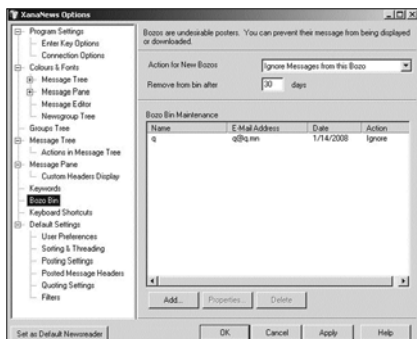 XanaNews Options
Program Settings
Enter Key Options
Connection Options
Colours & Fonts
Message Tree
Message Pane
Message Editor
Newsgroup Tree
Groups Tree
Message Tree
Actions in Message Tree
Message Pane
Custom Headers Display
Keywords
Bozo Bin
Keyboard Shortcuts
Default Settings
User Preferences
Sorting & Threading
Posting Settings
Posted Message Headers
Quoting Settings
Filters
Bozos are undesirable posters. You can prevent their message from being displayed
or downloaded.
Action for New Bozos Ignore Messages from this Bozo
Remove from bin after 30 days
Bozo Bin Maintenance
Name E-Mail Address Date Action
q q@q.mn 1/14/2008 Ignore
Add... Properties... Delete
Set as Default Newsreader OK Cancel Apply Help